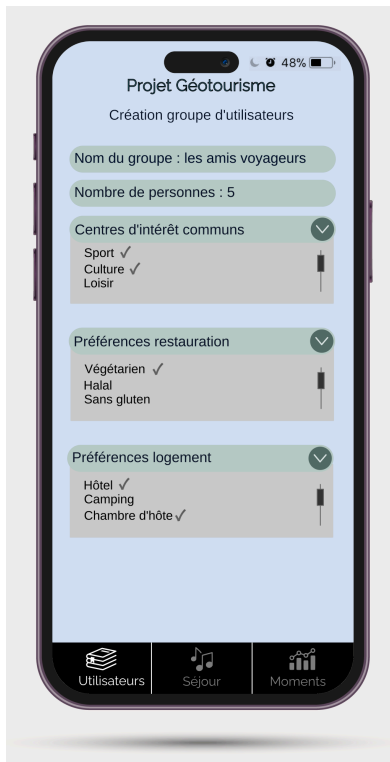 48%
Projet Géotourisme
Création groupe d'utilisateurs
Nom du groupe : les amis voyageurs
Nombre de personnes : 5
Centres d'intérêt communs
Sport ✓
Culture ✓
Loisir
Préférences restauration
Végétarien ✓
Halal
Sans gluten
Préférences logement
Hôtel ✓
Camping
Chambre d'hôte ✓
Utilisateurs
Séjour
Moments